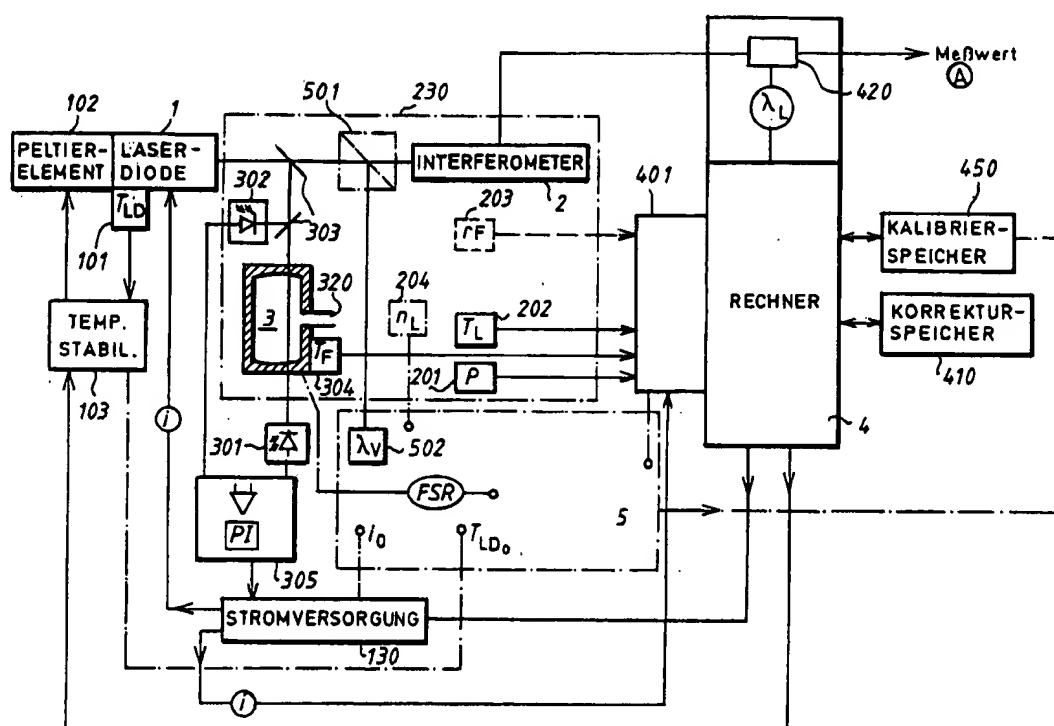 4
102
1
501
230
Meßwert
A
420
λL
PELTIER-
ELEMENT
LASER-
DIODE
INTERFEROMETER
2
401
450
302
303
203
rF
KALIBRIER-
SPEICHER
TLD
101
320
204
nL
202
TL
RECHNER
3
TEMP.
STABIL.
TF
304
201
P
KORREKTUR-
SPEICHER
410
103
i
301
λV
502
4
FSR
PI
5
305
i0
TLD0
STROMVERSORGUNG
130
i